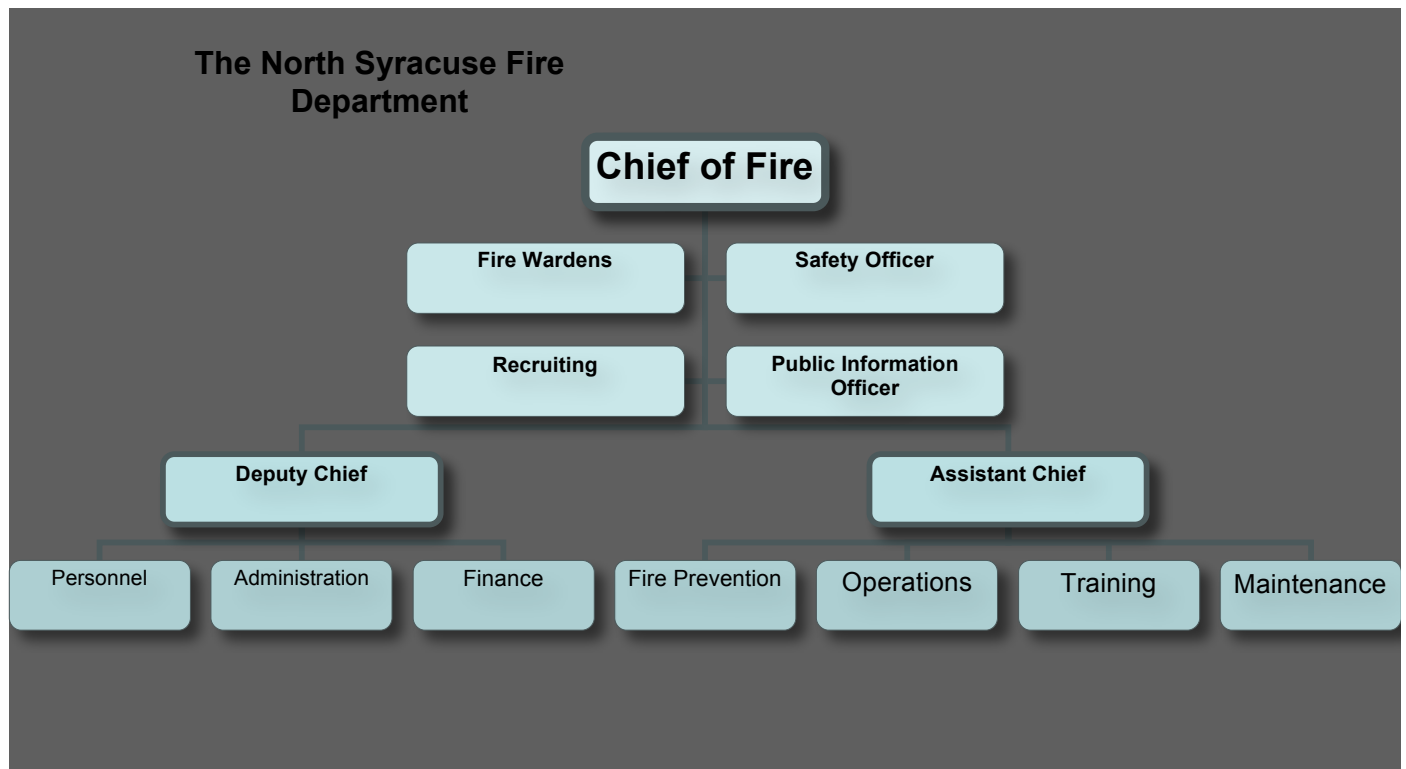 The North Syracuse Fire
Department
Chief of Fire
Fire Wardens
Safety Officer
Recruiting
Public Information
Officer
Deputy Chief
Assistant Chief
Personnel
Administration
Finance
Fire Prevention
Operations
Training
Maintenance